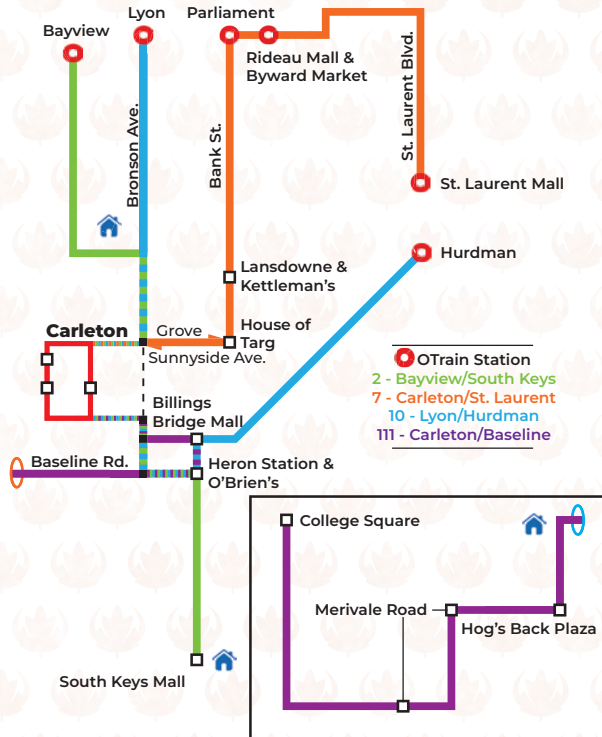 Lyon
Parliament
Bayview
Rideau Mall &
Byward Market
Bronson Ave.
Bank St.
St. Laurent Blvd.
St. Laurent Mall
Hurdman
Lansdowne &
Kettleman's
Carleton
Grove
House of
Targ
Sunnyside Ave.
OTrain Station
2 - Bayview/South Keys
7 - Carleton/St. Laurent
10 - Lyon/Hurdman
111 - Carleton/Baseline
Billings
Bridge Mall
Baseline Rd.
Heron Station &
O'Brien's
College Square
Merivale Road
Hog's Back Plaza
South Keys Mall